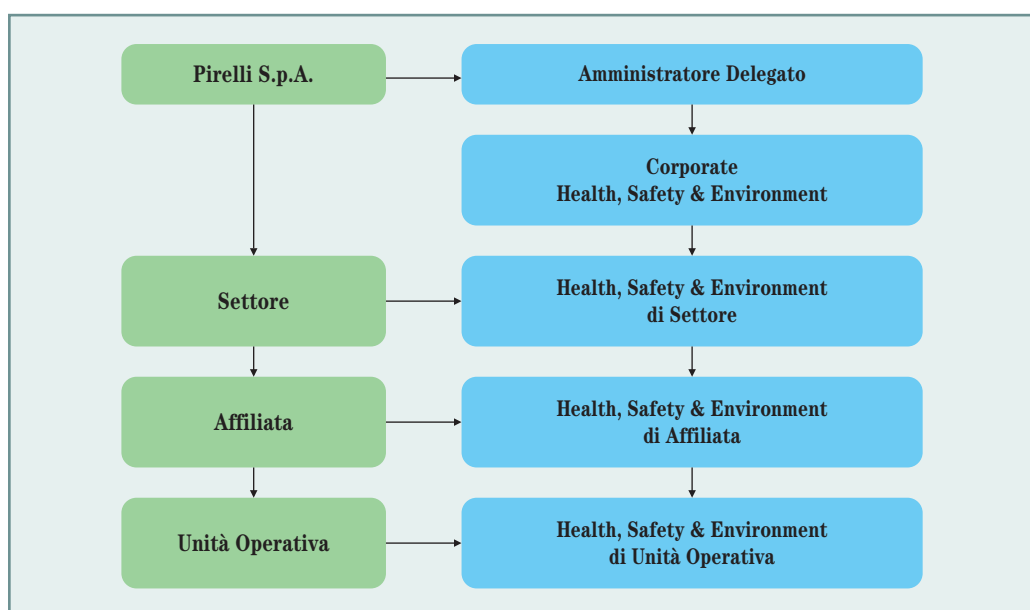 Pirelli S.p.A.
Amministratore Delegato
Corporate
Health, Safety & Environment
Settore
Health, Safety & Environment
di Settore
Affiliata
Health, Safety & Environment
di Affiliata
Unità Operativa
Health, Safety & Environment
di Unità Operativa